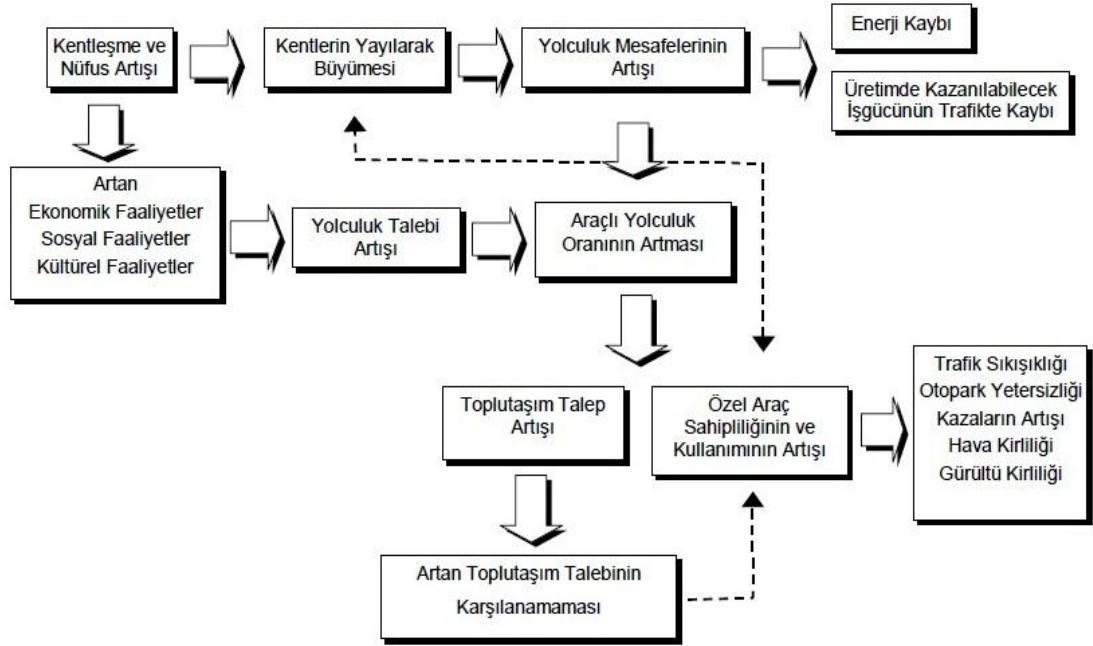 Kentleşme ve
Nüfus Artışı
Kentlerin Yayılarak
Büyümesi
Yolculuk Mesafelerinin
Artışı
Enerji Kaybı
Üretimde Kazanılabilecek
İşgücünün Trafikte Kaybı
Artan
Ekonomik Faaliyetler
Sosyal Faaliyetler
Kültürel Faaliyetler
Yolculuk Talebi
Artışı
Araçlı Yolculuk
Oranının Artması
Toplutaşım Talep
Artışı
Özel Araç
Sahipliliğinin ve
Kullanımının Artışı
Trafik Sıkışıklığı
Otopark Yetersizliği
Kazaların Artışı
Hava Kirliliği
Gürültü Kirliliği
Artan Toplutaşım Talebinin
Karşılanamaması